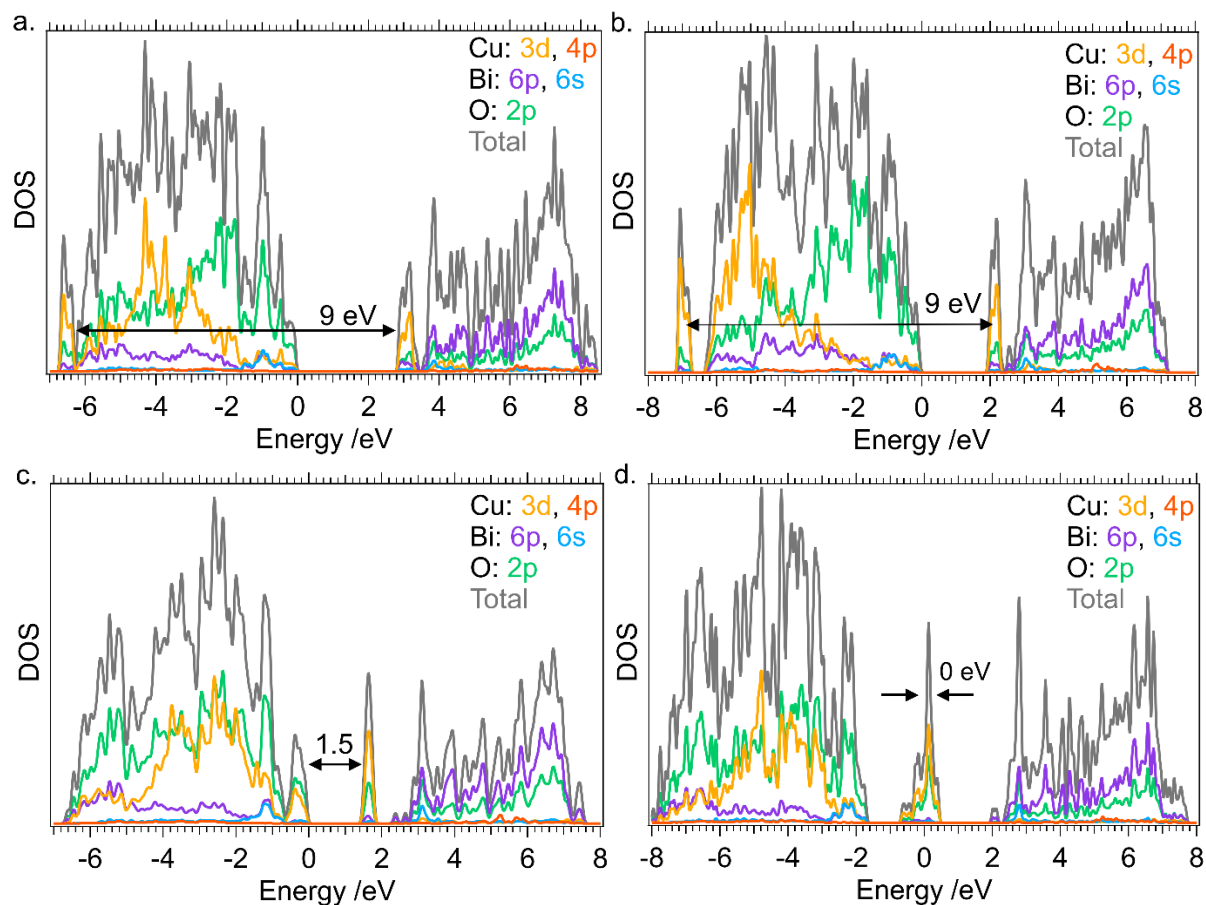 a.
Cu: 3d, 4p
Bi: 6p, 6s
O: 2p
Total
9 eV
DOS
-6 -4 -2 0 2 4 6 8
Energy /eV
b.
Cu: 3d, 4p
Bi: 6p, 6s
O: 2p
Total
9 eV
DOS
-8 -6 -4 -2 0 2 4 6 8
Energy /eV
c.
Cu: 3d, 4p
Bi: 6p, 6s
O: 2p
Total
1.5
DOS
-6 -4 -2 0 2 4 6 8
Energy /eV
d.
Cu: 3d, 4p
Bi: 6p, 6s
O: 2p
Total
0 eV
DOS
-8 -6 -4 -2 0 2 4 6 8
Energy /eV